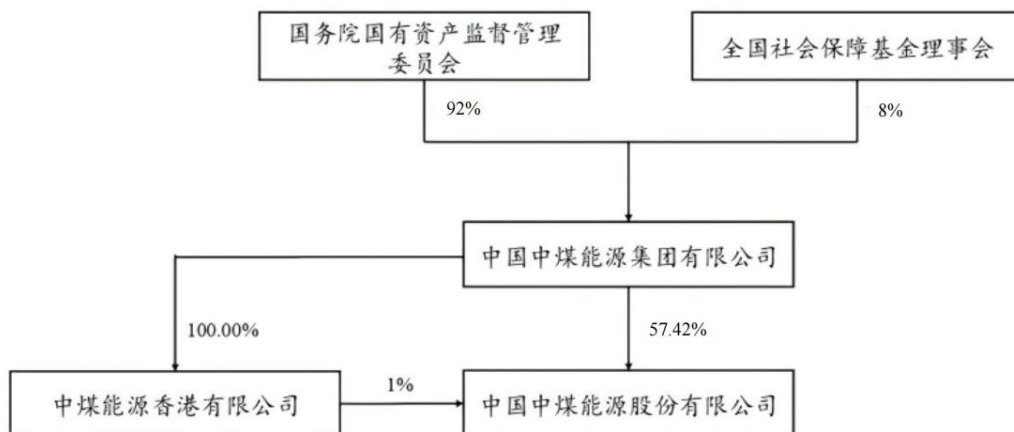 国务院国有资产监督管理
委员会
全国社会保障基金理事会
92%
8%
中国中煤能源集团有限公司
100.00%
57.42%
中煤能源香港有限公司
1%
中国中煤能源股份有限公司